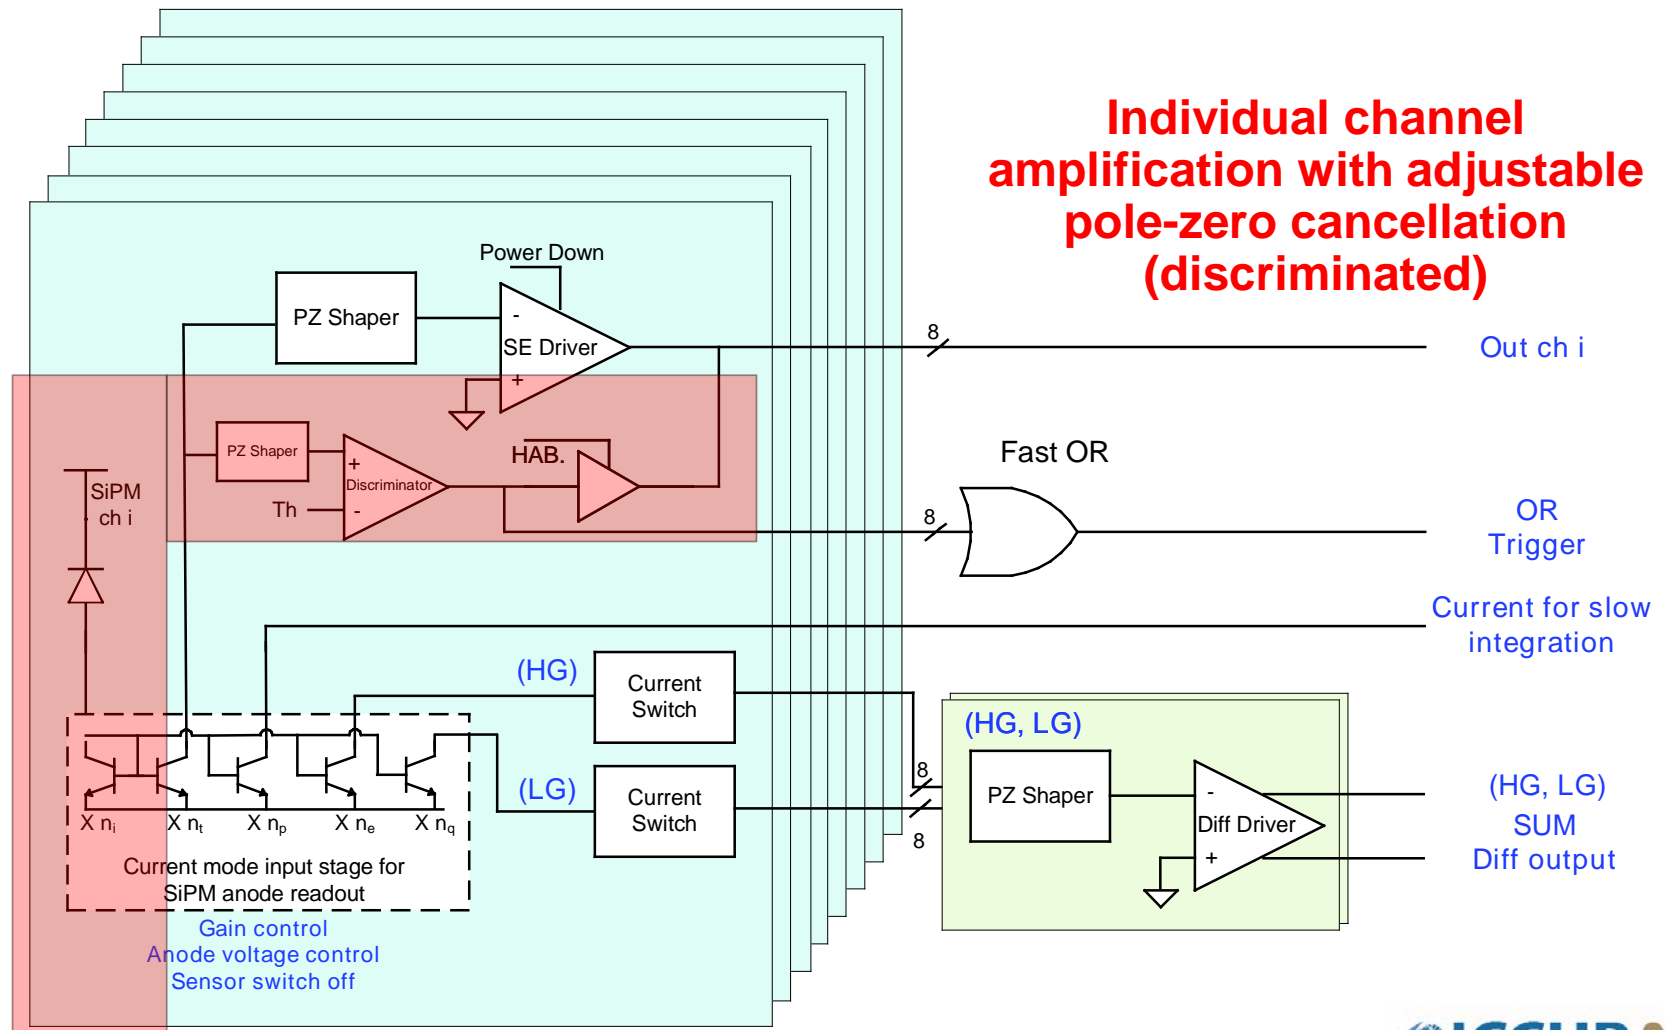 Individual channel
amplification with adjustable
pole-zero cancellation
(discriminated)
Power Down
PZ Shaper
-
SE Driver
+
8
Out ch i
PZ Shaper
+
Discriminator
-
Th
HAB.
Fast OR
8
OR
Trigger
SiPM
ch i
Current for slow
integration
(HG)
Current
Switch
(LG)
Current
Switch
8
8
(HG, LG)
PZ Shaper
-
Diff Driver
+
(HG, LG)
SUM
Diff output
X nᵢ
X nₜ
X nₚ
X nₑ
X n_q
Current mode input stage for
SiPM anode readout
Gain control
Anode voltage control
Sensor switch off